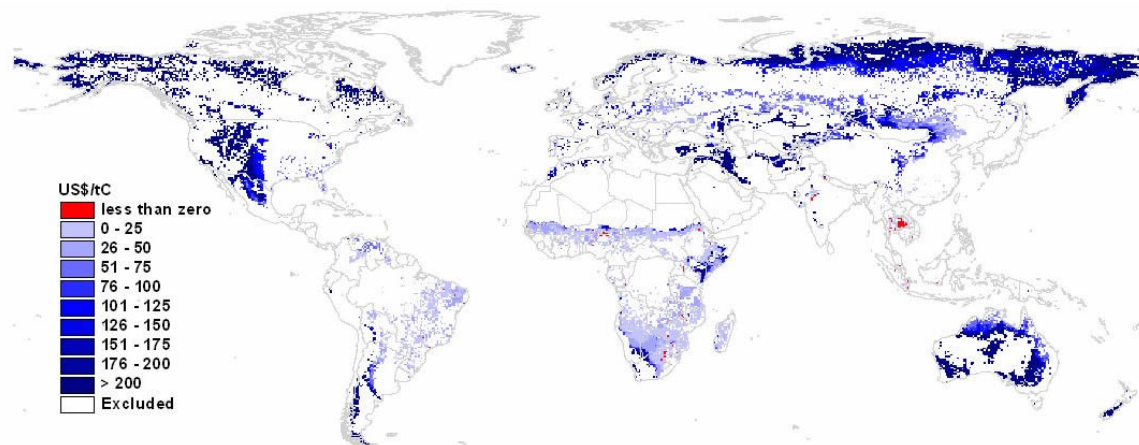 US$/tC
less than zero
0 - 25
26 - 50
51 - 75
76 - 100
101 - 125
126 - 150
151 - 175
176 - 200
> 200
Excluded